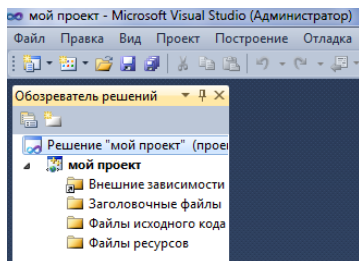 мой проект - Microsoft Visual Studio (Администратор)
Файл Правка Вид Проект Построение Отладка
Обозреватель решений
Решение "мой проект" (прое
мой проект
Внешние зависимости
Заголовочные файлы
Файлы исходного кода
Файлы ресурсов